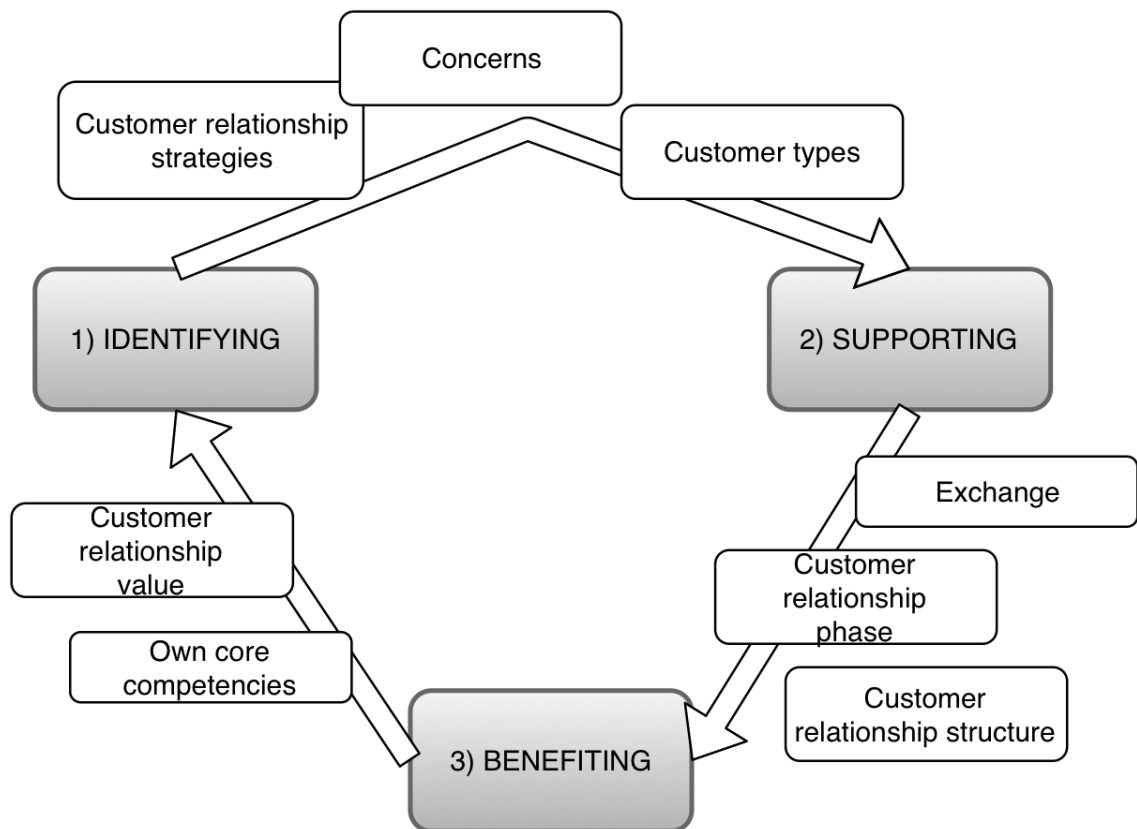 Concerns
Customer relationship
strategies
Customer types
1) IDENTIFYING
2) SUPPORTING
Exchange
Customer
relationship
value
Customer
relationship
phase
Own core
competencies
Customer
relationship structure
3) BENEFITING